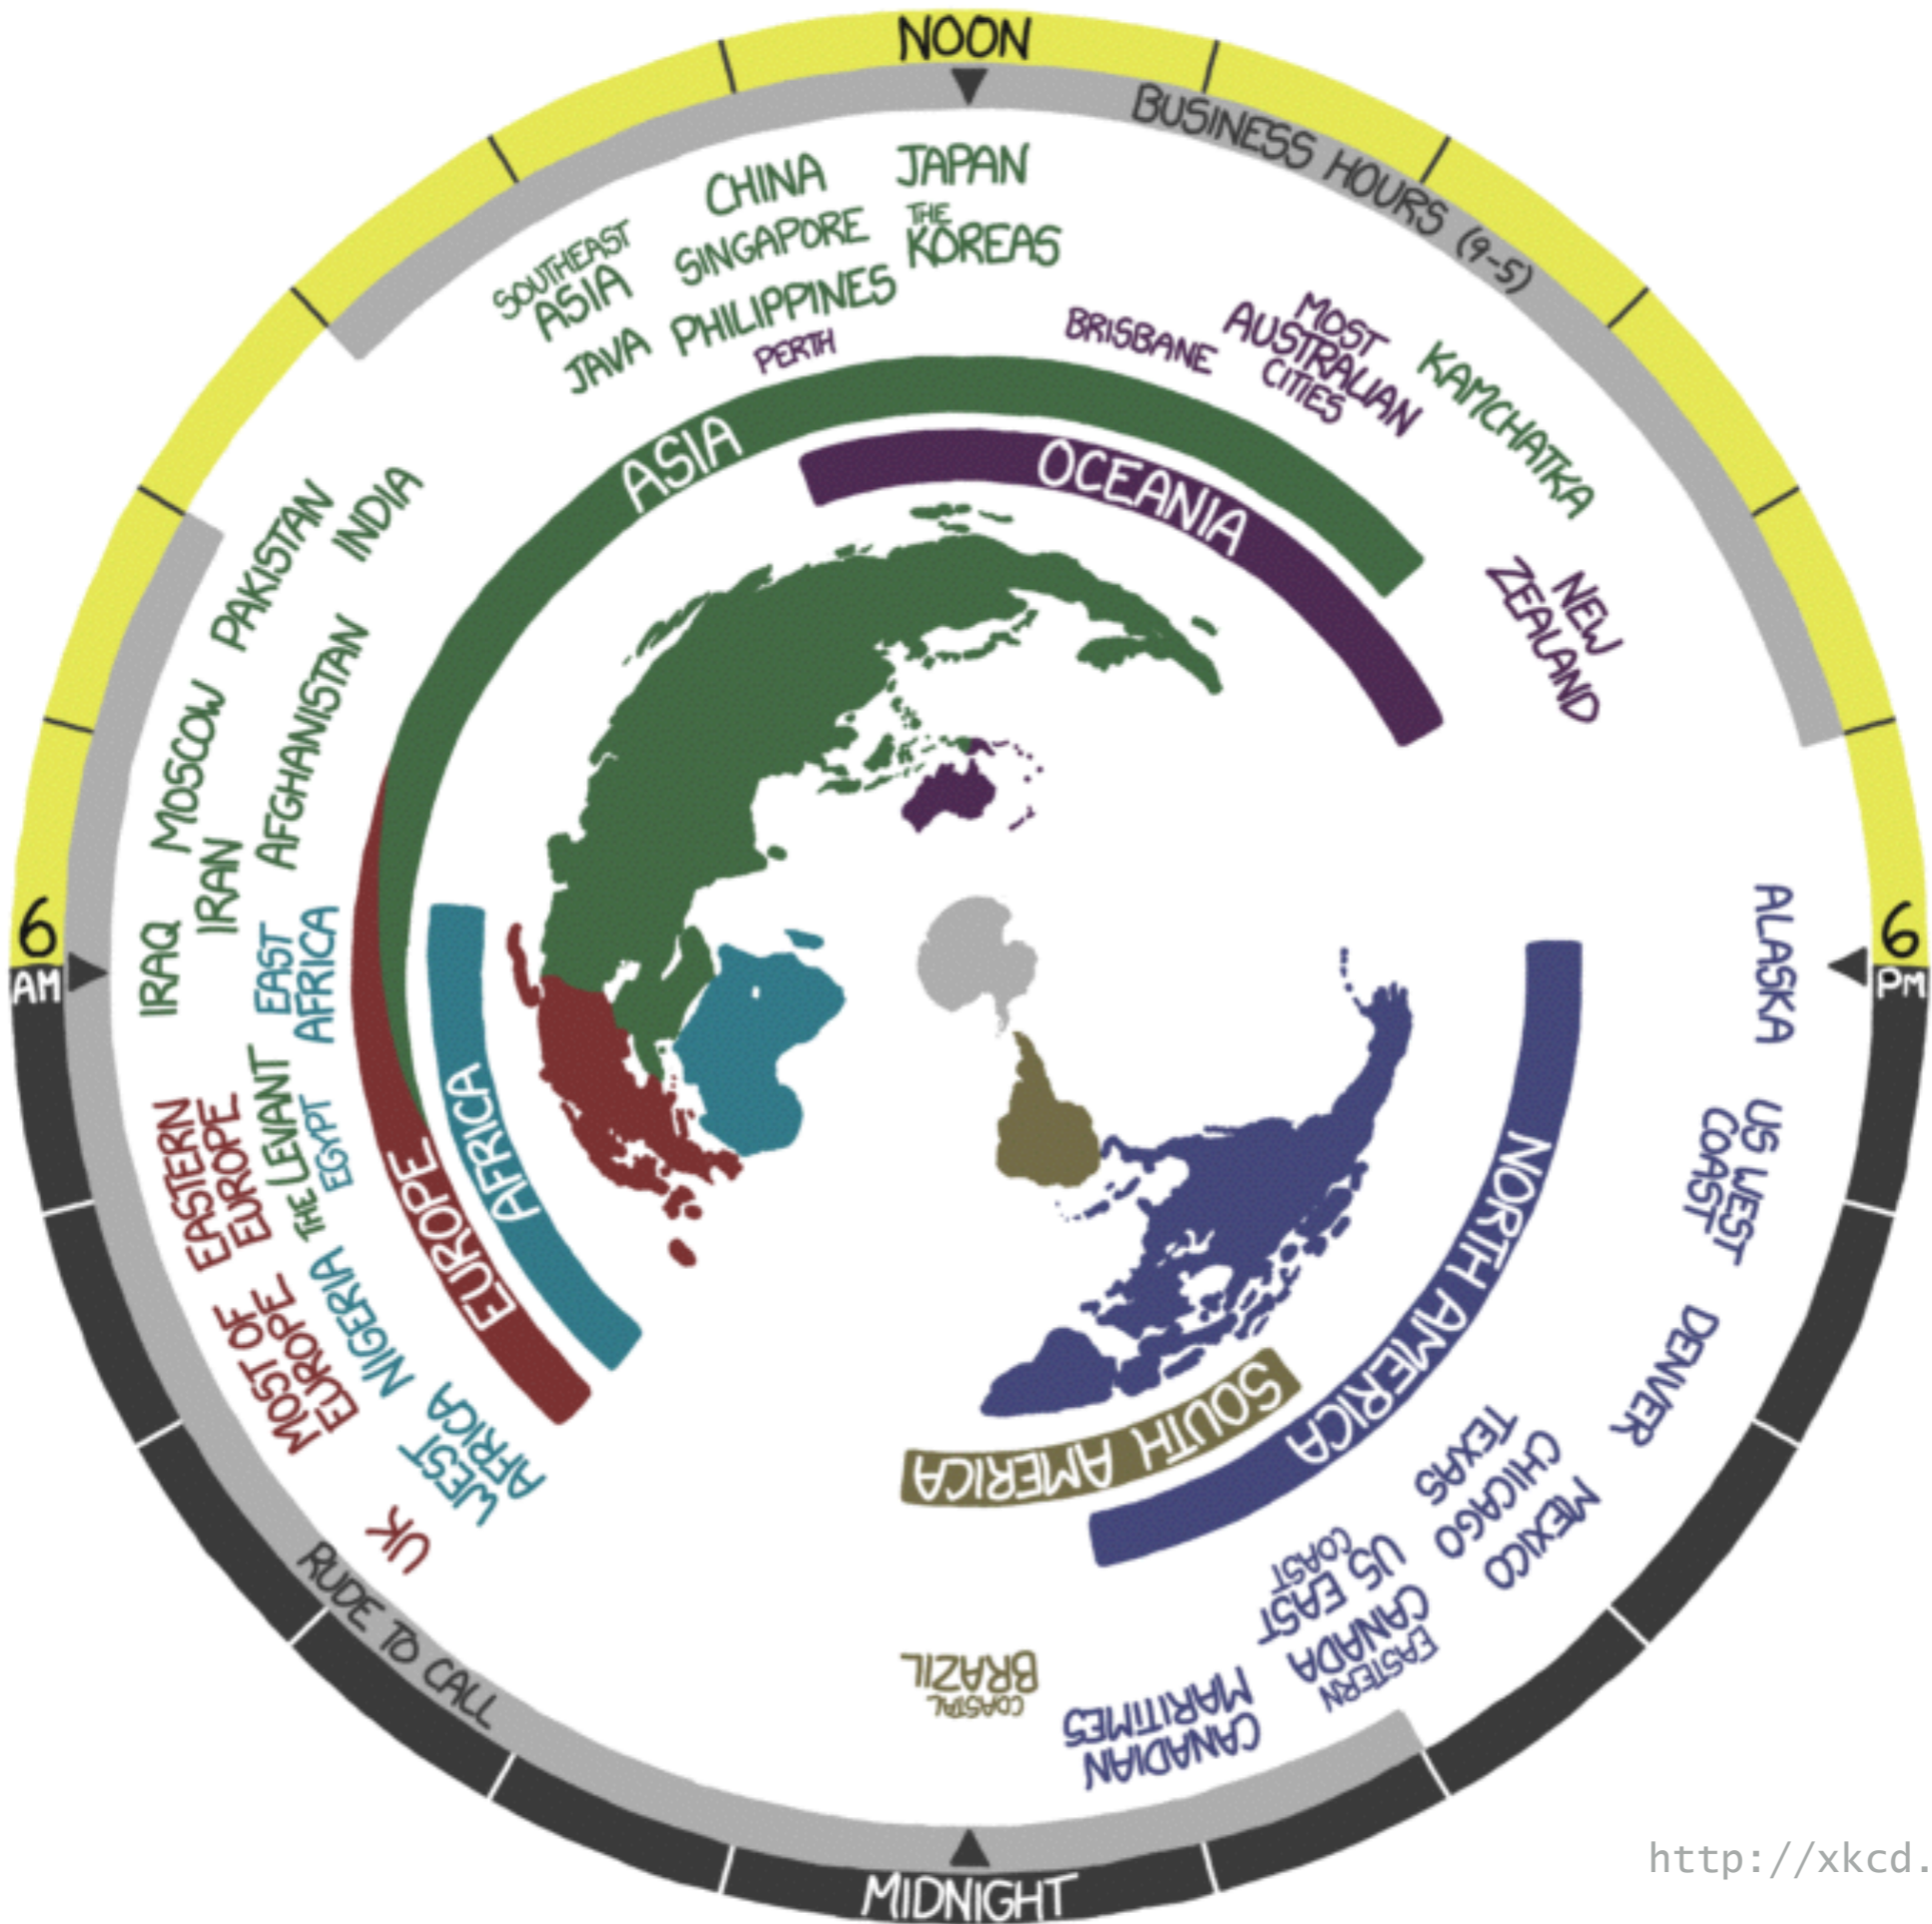 NOON
BUSINESS HOURS (9-5)
6
PM
MIDNIGHT
RUDE TO CALL
6
AM
JAPAN
THE
KOREAS
CHINA
SINGAPORE
PHILIPPINES
PERTH
SOUTHEAST
ASIA
JAVA
BRISBANE
MOST
AUSTRALIAN
CITIES
KAMCHATKA
NEW
ZEALAND
INDIA
PAKISTAN
AFGHANISTAN
MOSCOW
IRAN
IRAQ
EAST
AFRICA
THE LEVANT
EGYPT
EASTERN
EUROPE
MOST OF
EUROPE
NIGERIA
WEST
AFRICA
UK
COASTAL
BRAZIL
CANADIAN
MARITIMES
EASTERN
CANADA
US EAST
COAST
MEXICO
CHICAGO
TEXAS
DENVER
US WEST
COAST
ALASKA
ASIA
OCEANIA
EUROPE
AFRICA
SOUTH AMERICA
NORTH AMERICA
http://xkcd.